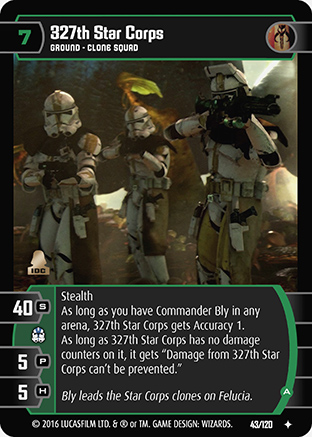 7
327th Star Corps
GROUND - CLONE SQUAD
IDC
40 S
5 P
5 H
Stealth
As long as you have Commander Bly in any
arena, 327th Star Corps gets Accuracy 1.
As long as 327th Star Corps has no damage
counters on it, it gets “Damage from 327th Star
Corps can’t be prevented.”
Bly leads the Star Corps clones on Felucia.
A
© 2016 LUCASFILM LTD. & ® or TM. GAME DESIGN: WIZARDS. 43/120